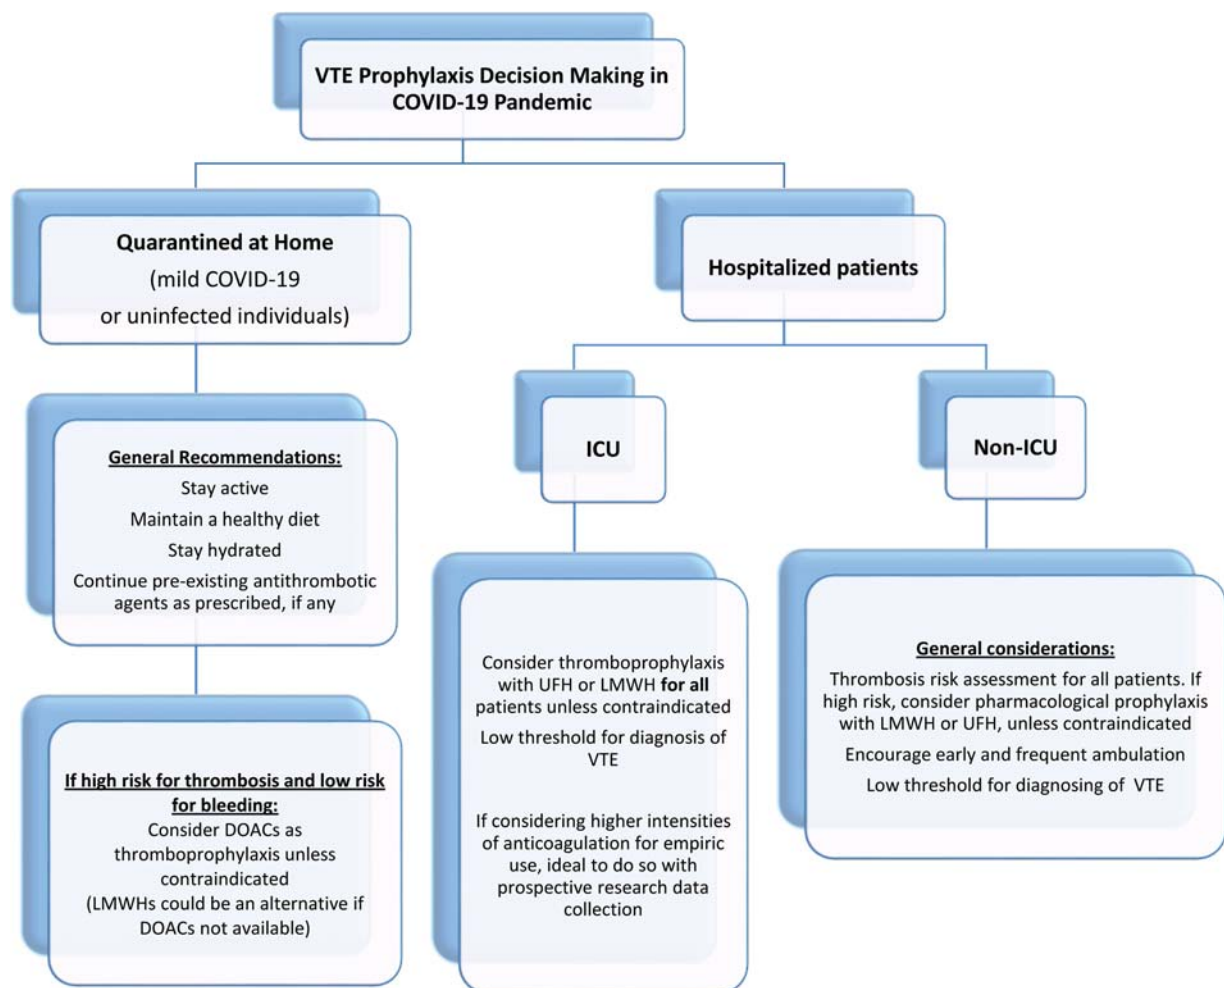 VTE Prophylaxis Decision Making in
COVID-19 Pandemic
Quarantined at Home
(mild COVID-19
or uninfected individuals)
Hospitalized patients
General Recommendations:
Stay active
Maintain a healthy diet
Stay hydrated
Continue pre-existing antithrombotic
agents as prescribed, if any
If high risk for thrombosis and low risk
for bleeding:
Consider DOACs as
thromboprophylaxis unless
contraindicated
(LMWHs could be an alternative if
DOACs not available)
ICU
Consider thromboprophylaxis
with UFH or LMWH for all
patients unless contraindicated
Low threshold for diagnosis of
VTE
If considering higher intensities
of anticoagulation for empiric
use, ideal to do so with
prospective research data
collection
Non-ICU
General considerations:
Thrombosis risk assessment for all patients. If
high risk, consider pharmacological prophylaxis
with LMWH or UFH, unless contraindicated
Encourage early and frequent ambulation
Low threshold for diagnosing of VTE